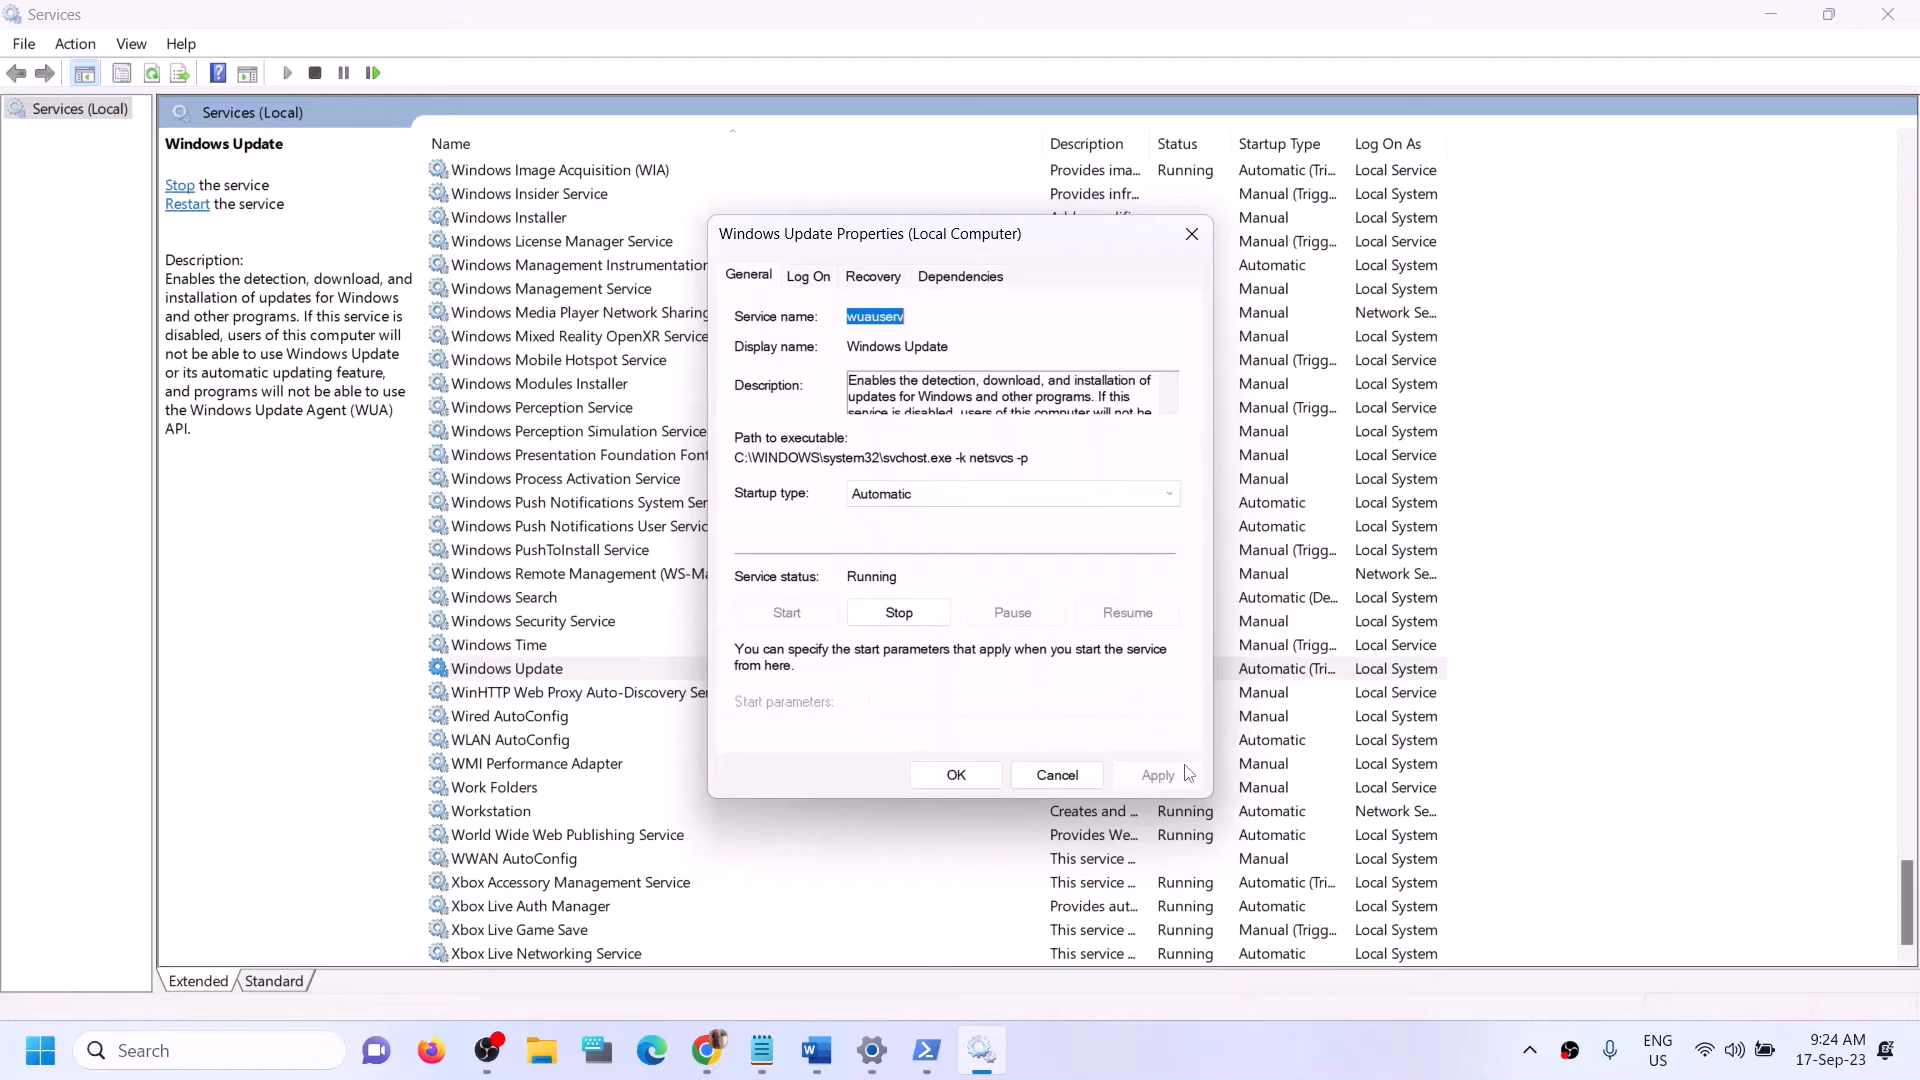 Services
File Action View Help
Services (Local)
Services (Local)
Windows Update
Stop the service
Restart the service
Description:
Enables the detection, download, and
installation of updates for Windows
and other programs. If this service is
disabled, users of this computer will
not be able to use Windows Update
or its automatic updating feature,
and programs will not be able to use
the Windows Update Agent (WUA)
API.
Name Description Status Startup Type Log On As
Windows Image Acquisition (WIA) Provides ima... Running Automatic (Tri... Local Service
Windows Insider Service Provides infr... Manual (Trigg... Local System
Windows Installer Manual Local System
Windows License Manager Service Manual (Trigg... Local Service
Windows Management Instrumentation Automatic Local System
Windows Management Service Manual Local System
Windows Media Player Network Sharing Manual Network Se...
Windows Mixed Reality OpenXR Service Manual Local System
Windows Mobile Hotspot Service Manual (Trigg... Local Service
Windows Modules Installer Manual Local System
Windows Perception Service Manual (Trigg... Local Service
Windows Perception Simulation Service Manual Local System
Windows Presentation Foundation Font Manual Local Service
Windows Process Activation Service Manual Local System
Windows Push Notifications System Ser Automatic Local System
Windows Push Notifications User Servic Automatic Local System
Windows PushToInstall Service Manual (Trigg... Local System
Windows Remote Management (WS-Ma Manual Network Se...
Windows Search Automatic (De... Local System
Windows Security Service Manual Local System
Windows Time Manual (Trigg... Local Service
Windows Update Automatic (Tri... Local System
WinHTTP Web Proxy Auto-Discovery Ser Manual Local Service
Wired AutoConfig Manual Local System
WLAN AutoConfig Automatic Local System
WMI Performance Adapter Manual Local System
Work Folders Manual Local Service
Workstation Creates and ... Running Automatic Network Se...
World Wide Web Publishing Service Provides We... Running Automatic Local System
WWAN AutoConfig This service ... Manual Local System
Xbox Accessory Management Service This service ... Running Automatic (Tri... Local System
Xbox Live Auth Manager Provides aut... Running Automatic Local System
Xbox Live Game Save This service ... Running Manual (Trigg... Local System
Xbox Live Networking Service This service ... Running Automatic Local System
Windows Update Properties (Local Computer)
General Log On Recovery Dependencies
Service name: wuauserv
Display name: Windows Update
Description: Enables the detection, download, and installation of
updates for Windows and other programs. If this
service is disabled, users of this computer will not be
Path to executable:
C:\WINDOWS\system32\svchost.exe -k netsvcs -p
Startup type: Automatic
Service status: Running
Start Stop Pause Resume
You can specify the start parameters that apply when you start the service
from here.
Start parameters:
OK Cancel Apply
Extended Standard
Search
ENG
US
9:24 AM
17-Sep-23